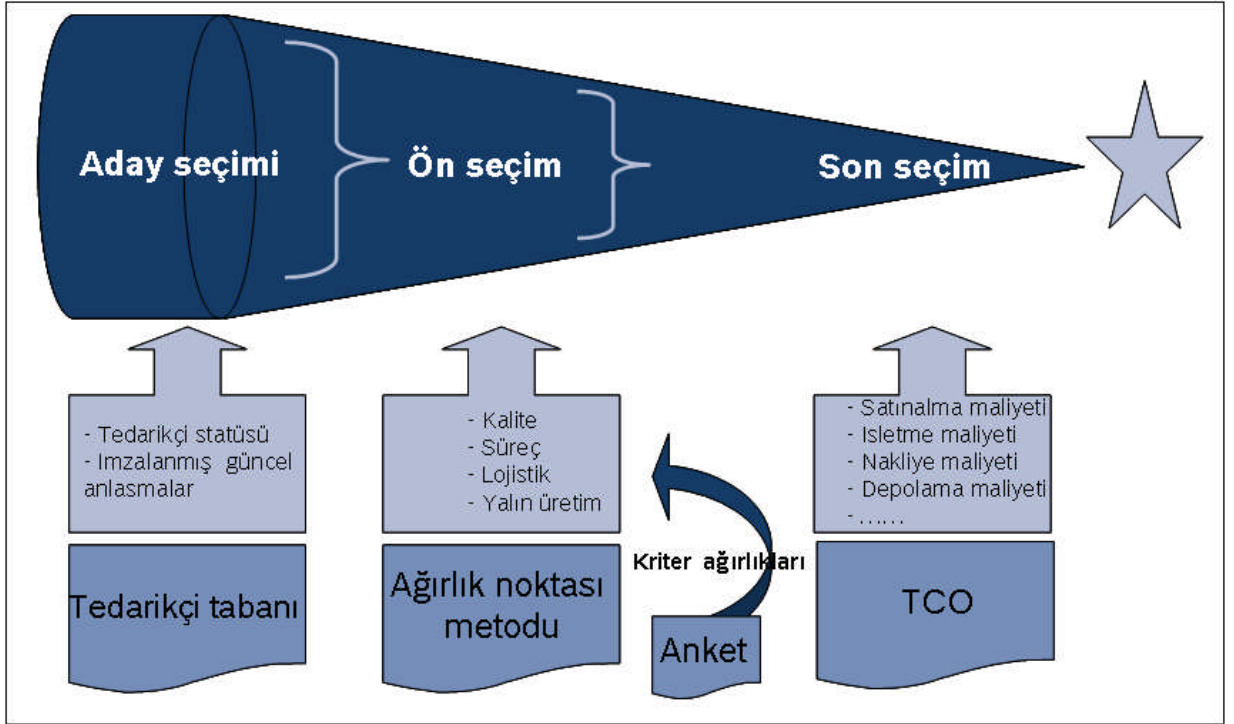 Aday seçimi
Ön seçim
Son seçim
- Tedarikçi statüsü
- Imzalanmış güncel
anlasmalar
- Kalite
- Süreç
- Lojistik
- Yalın üretim
- Satınalma maliyeti
- Isletme maliyeti
- Nakliye maliyeti
- Depolama maliyeti
- ……
Tedarikçi tabanı
Ağırlık noktası
metodu
Kriter ağırlıkları
Anket
TCO